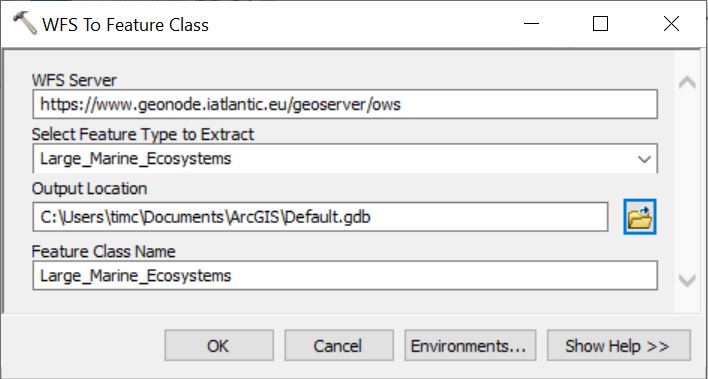 WFS To Feature Class
WFS Server
https://www.geonode.iatlantic.eu/geoserver/ows
Select Feature Type to Extract
Large_Marine_Ecosystems
Output Location
C:\Users\timc\Documents\ArcGIS\Default.gdb
Feature Class Name
Large_Marine_Ecosystems
OK Cancel Environments... Show Help >>